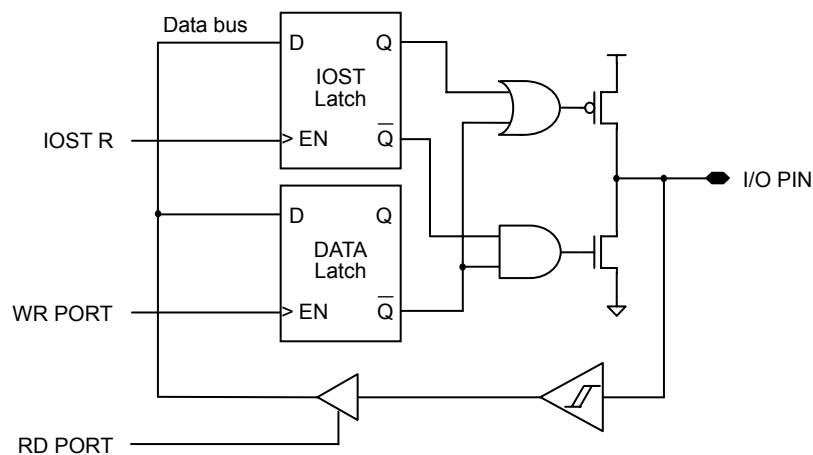 Data bus
D
Q
IOST
Latch
IOST R
> EN
Q̅
I/O PIN
D
Q
DATA
Latch
WR PORT
> EN
Q̅
RD PORT